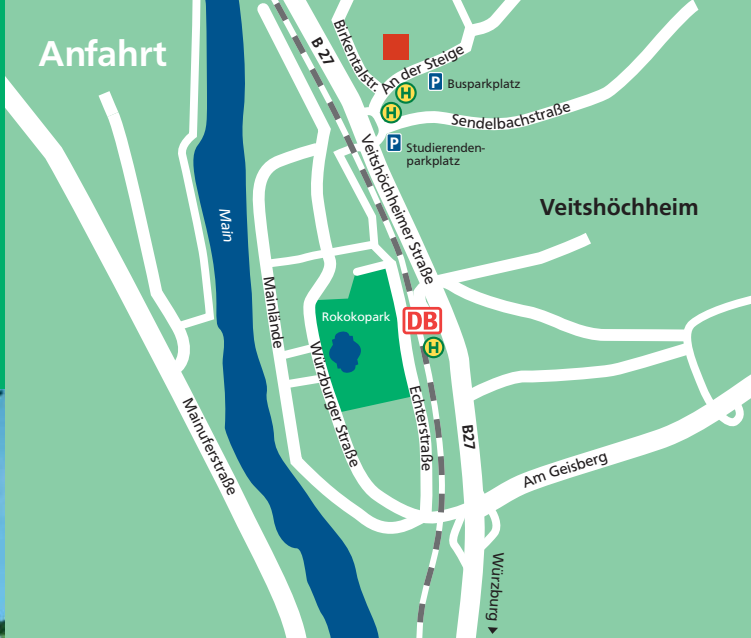 Anfahrt
B 27
Birkentalstr.
An der Steige
P Busparkplatz
H
H
Sendelbachstraße
P Studierenden-
parkplatz
Veitshöchheimer Straße
Veitshöchheim
Main
Mainlände
Rokokopark
DB
H
Würzburger Straße
Echterstraße
Mainuferstraße
B27
Am Geisberg
Würzburg